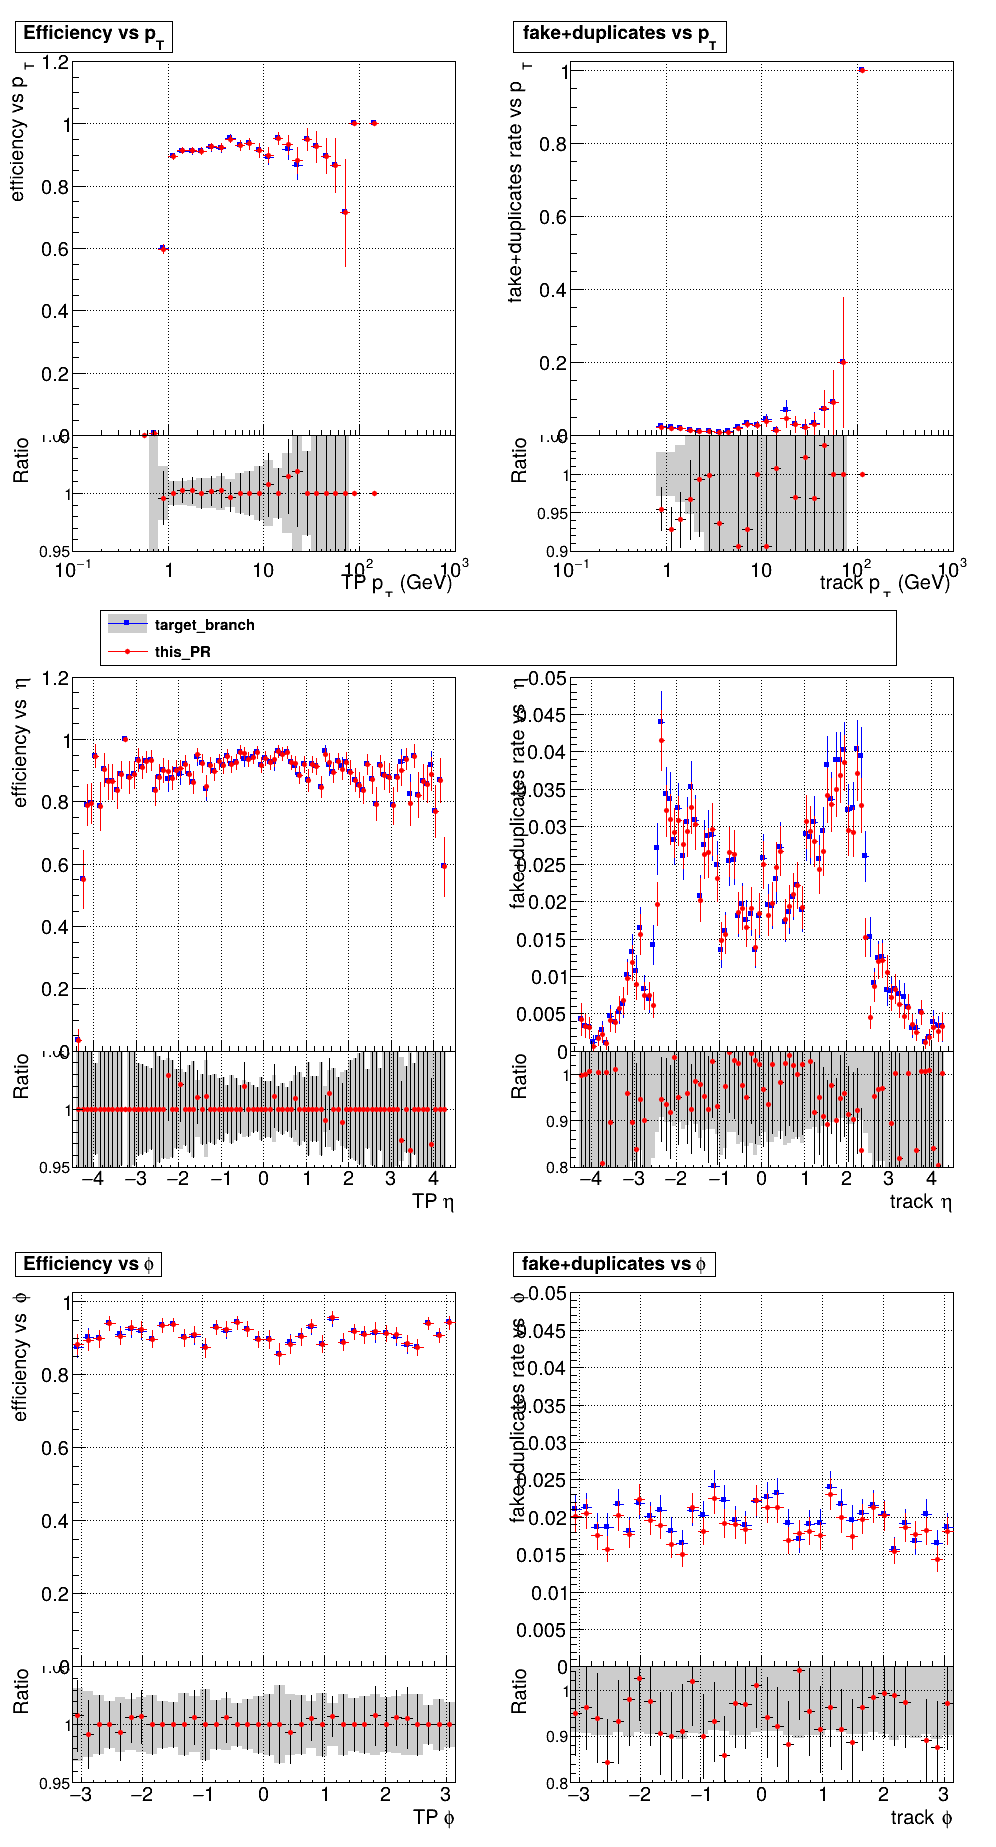 Efficiency vs p_T
fake+duplicates vs p_T
efficiency vs p_T
1.2
1
0.8
0.6
0.4
0.2
0
Ratio
1
0.95
10^−1
1
10
10^2
10^3
TP p_T (GeV)
fake+duplicates rate vs p_T
1
0.8
0.6
0.4
0.2
0
Ratio
1
0.95
0.9
10^−1
1
10
10^2
10^3
track p_T (GeV)
target_branch
this_PR
efficiency vs η
1.2
1
0.8
0.6
0.4
0.2
0
Ratio
1
0.95
−4 −3 −2 −1 0 1 2 3 4
TP η
fake+duplicates rate vs η
0.05
0.045
0.04
0.035
0.03
0.025
0.02
0.015
0.01
0.005
0
Ratio
1
0.9
0.8
−4 −3 −2 −1 0 1 2 3 4
track η
Efficiency vs ϕ
fake+duplicates vs ϕ
efficiency vs ϕ
1
0.8
0.6
0.4
0.2
0
Ratio
1
0.95
−3 −2 −1 0 1 2 3
TP ϕ
fake+duplicates rate vs ϕ
0.05
0.045
0.04
0.035
0.03
0.025
0.02
0.015
0.01
0.005
0
Ratio
1
0.9
0.8
−3 −2 −1 0 1 2 3
track ϕ